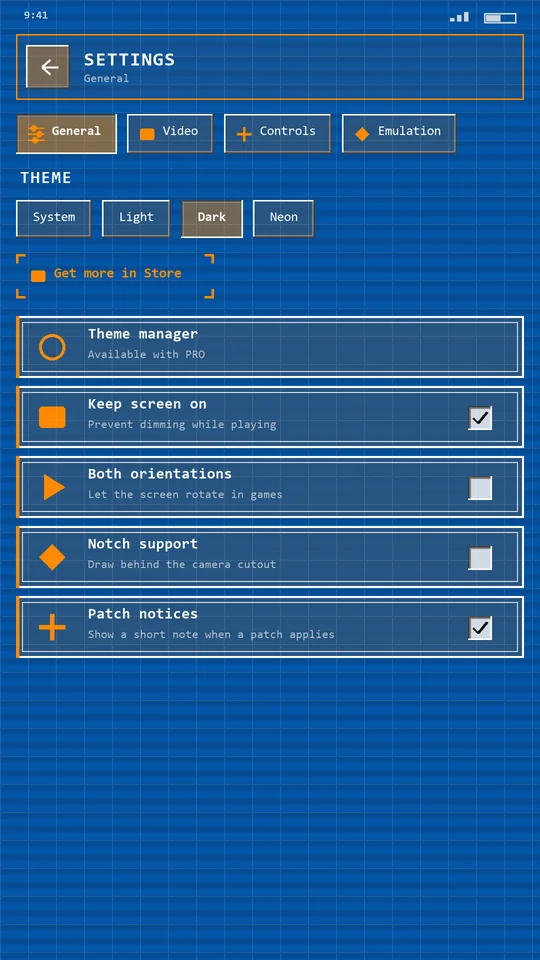 9:41
SETTINGS
General
General
Video
Controls
Emulation
THEME
System
Light
Dark
Neon
Get more in Store
Theme manager
Available with PRO
Keep screen on
Prevent dimming while playing
Both orientations
Let the screen rotate in games
Notch support
Draw behind the camera cutout
Patch notices
Show a short note when a patch applies